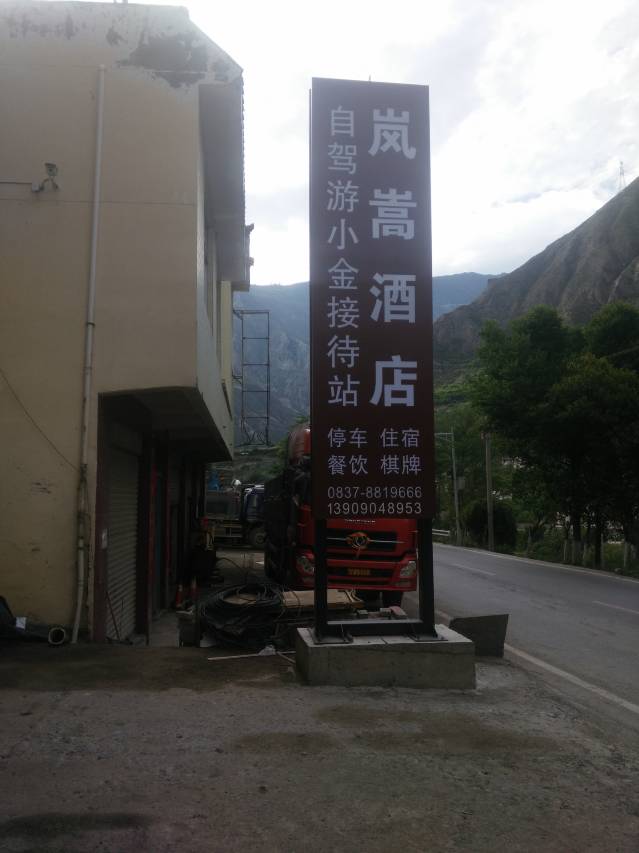 岚嵩酒店
自驾游小金接待站
停车 住宿
餐饮 棋牌
0837-8819666
13909048953